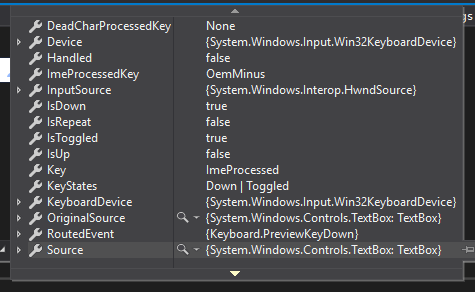 gs
DeadCharProcessedKey None
Device {System.Windows.Input.Win32KeyboardDevice}
Handled false
ImeProcessedKey OemMinus
InputSource {System.Windows.Interop.HwndSource}
IsDown true
IsRepeat false
IsToggled true
IsUp false
Key ImeProcessed
KeyStates Down | Toggled
KeyboardDevice {System.Windows.Input.Win32KeyboardDevice}
OriginalSource {System.Windows.Controls.TextBox: TextBox}
RoutedEvent {Keyboard.PreviewKeyDown}
Source {System.Windows.Controls.TextBox: TextBox}